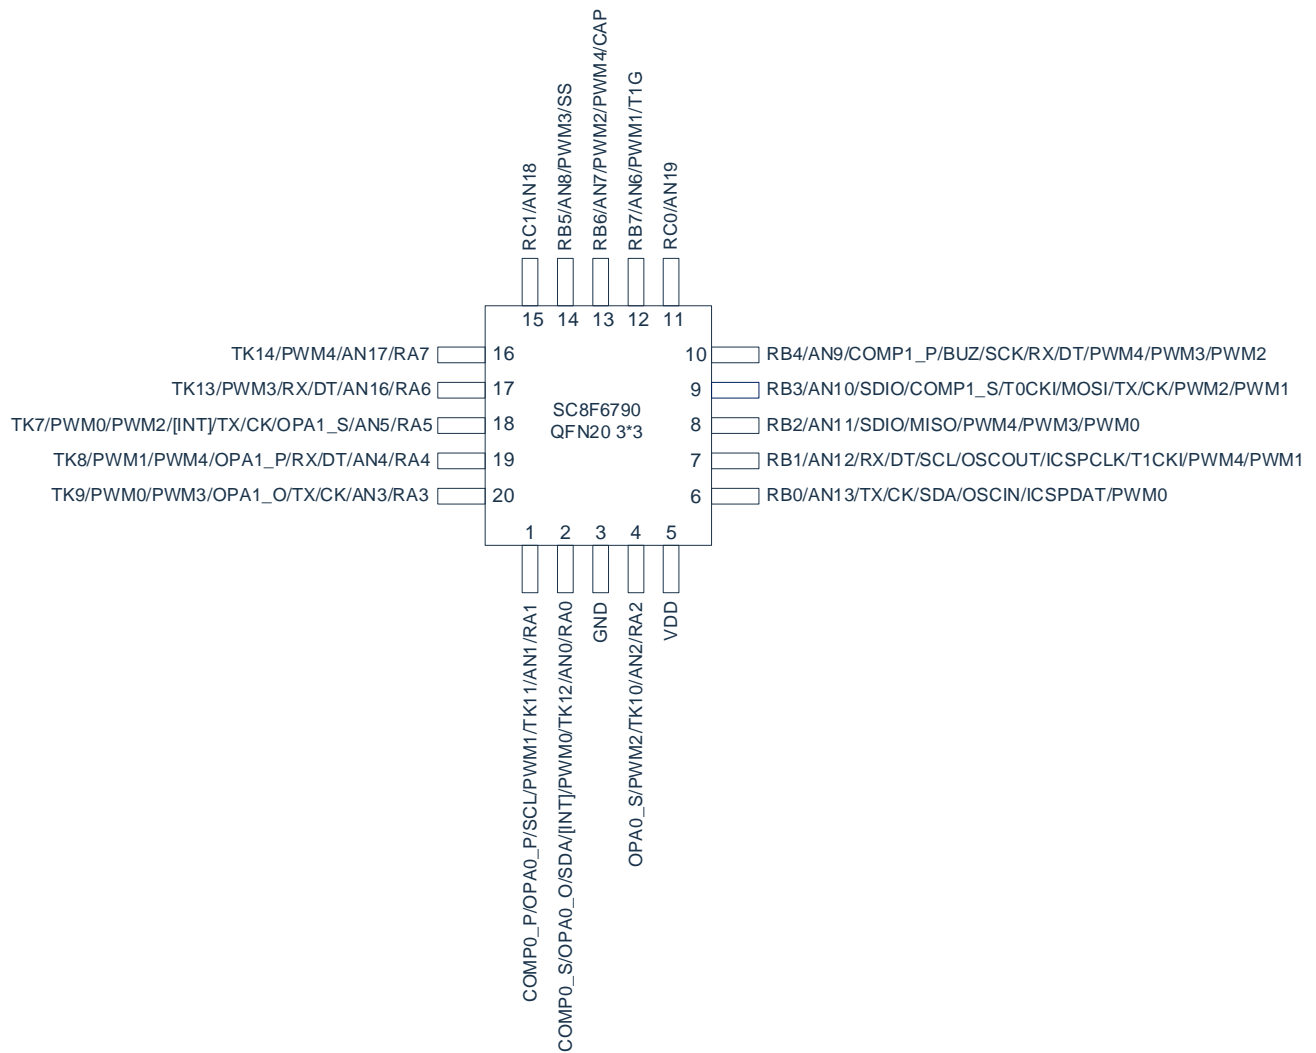 RC1/AN18
RB5/AN8/PWM3/SS
RB6/AN7/PWM2/PWM4/CAP
RB7/AN6/PWM1/T1G
RC0/AN19
15
14
13
12
11
TK14/PWM4/AN17/RA7
16
TK13/PWM3/RX/DT/AN16/RA6
17
TK7/PWM0/PWM2/[INT]/TX/CK/OPA1_S/AN5/RA5
18
TK8/PWM1/PWM4/OPA1_P/RX/DT/AN4/RA4
19
TK9/PWM0/PWM3/OPA1_O/TX/CK/AN3/RA3
20
SC8F6790
QFN20 3*3
10
RB4/AN9/COMP1_P/BUZ/SCK/RX/DT/PWM4/PWM3/PWM2
9
RB3/AN10/SDIO/COMP1_S/T0CKI/MOSI/TX/CK/PWM2/PWM1
8
RB2/AN11/SDIO/MISO/PWM4/PWM3/PWM0
7
RB1/AN12/RX/DT/SCL/OSCOUT/ICSPCLK/T1CKI/PWM4/PWM1
6
RB0/AN13/TX/CK/SDA/OSCIN/ICSPDAT/PWM0
1
2
3
4
5
COMP0_P/OPA0_P/SCL/PWM1/TK11/AN1/RA1
COMP0_S/OPA0_O/SDA/[INT]/PWM0/TK12/AN0/RA0
GND
OPA0_S/PWM2/TK10/AN2/RA2
VDD